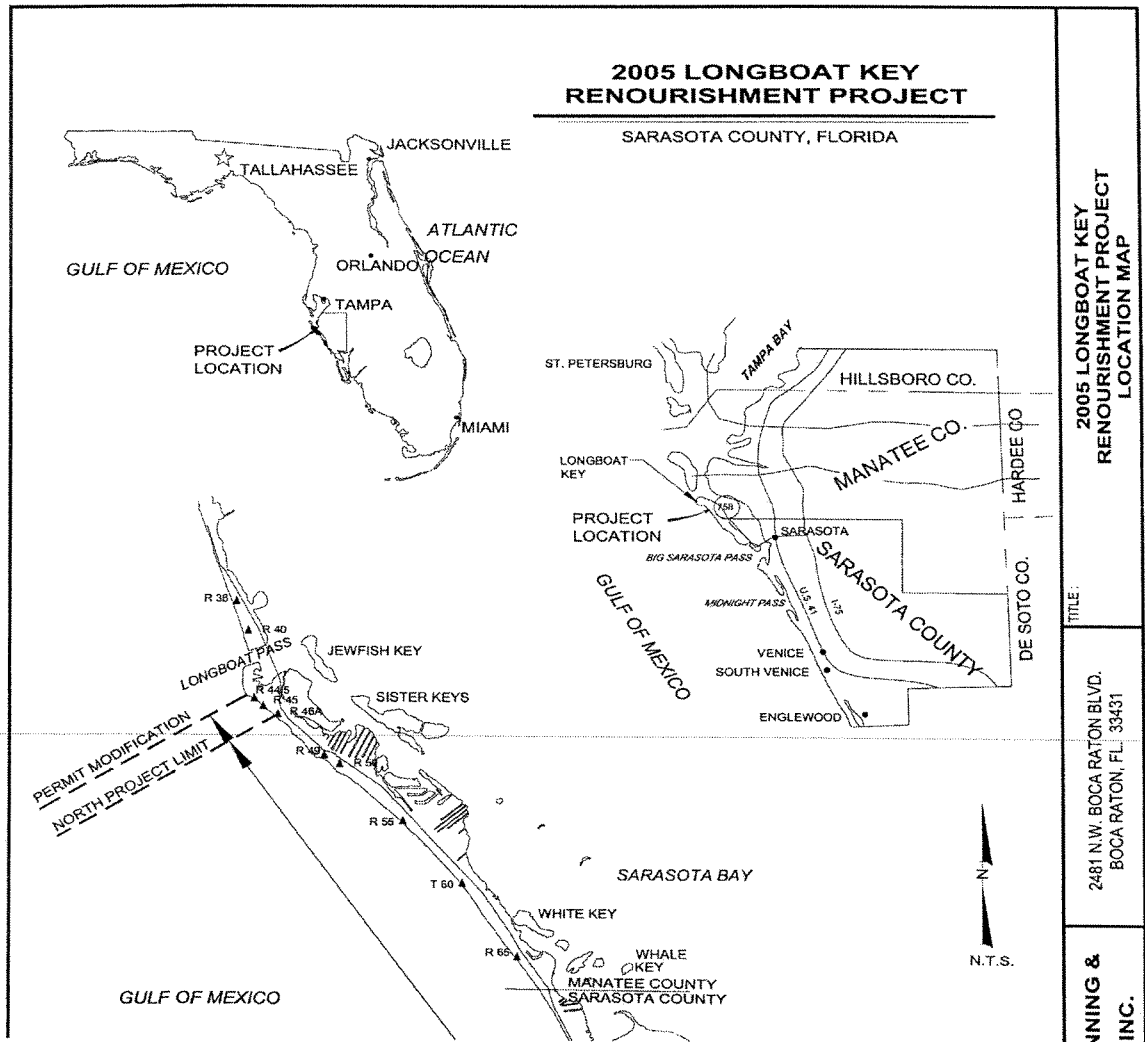 2005 LONGBOAT KEY
RENOURISHMENT PROJECT
SARASOTA COUNTY, FLORIDA
JACKSONVILLE
TALLAHASSEE
ATLANTIC
OCEAN
GULF OF MEXICO
ORLANDO
TAMPA
PROJECT
LOCATION
MIAMI
ST. PETERSBURG
TAMPA BAY
HILLSBORO CO.
MANATEE CO.
HARDEE CO
LONGBOAT
KEY
PROJECT
LOCATION
SARASOTA
BIG SARASOTA PASS
SARASOTA COUNTY
GULF OF MEXICO
MIDNIGHT PASS
U.S. 41
I-75
DE SOTO CO.
VENICE
SOUTH VENICE
ENGLEWOOD
R 38
R 40
LONGBOAT PASS
JEWFISH KEY
SISTER KEYS
R 44.5
R 45
R 46A
PERMIT MODIFICATION
NORTH PROJECT LIMIT
R 49
R 50
R 55
T 60
SARASOTA BAY
WHITE KEY
R 65
WHALE
KEY
MANATEE COUNTY
SARASOTA COUNTY
GULF OF MEXICO
N
N.T.S.
2005 LONGBOAT KEY
RENOURISHMENT PROJECT
LOCATION MAP
TITLE:
2481 N.W. BOCA RATON BLVD.
BOCA RATON, FL. 33431
NNING &
INC.